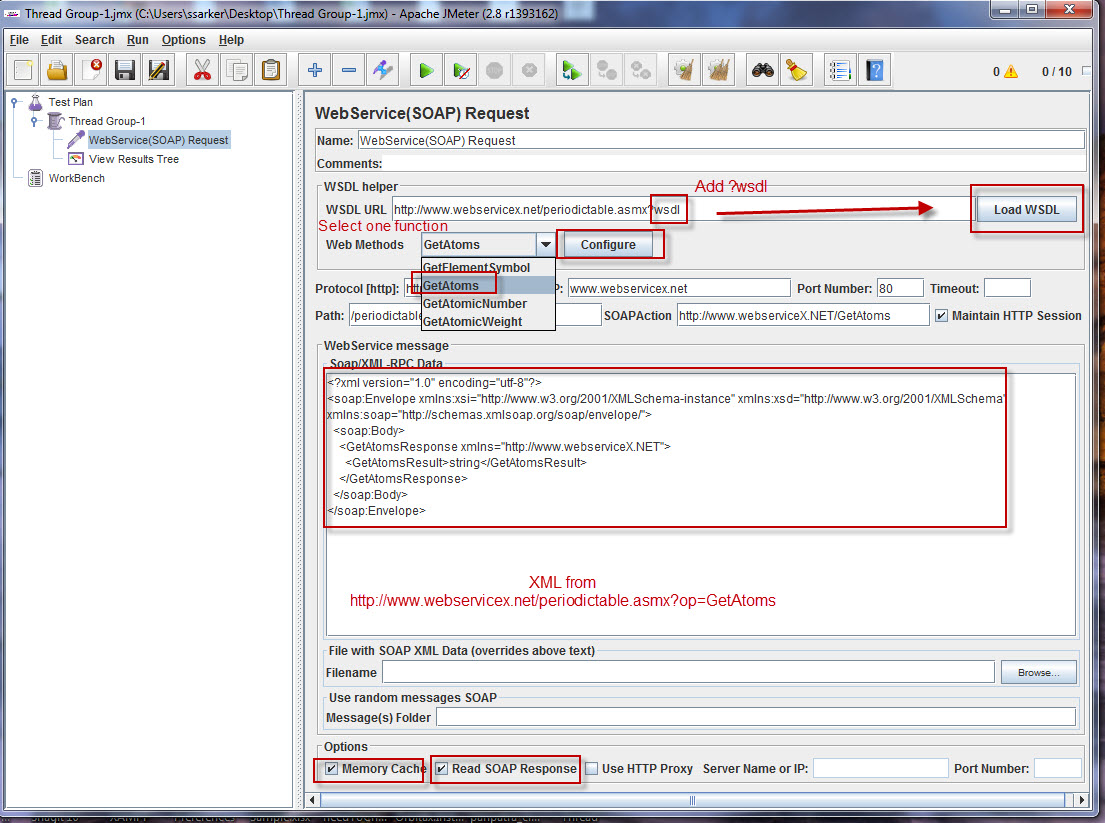 Thread Group-1.jmx (C:\Users\ssarker\Desktop\Thread Group-1.jmx) - Apache JMeter (2.8 r1393162)
File Edit Search Run Options Help
0 0 / 10
Test Plan
Thread Group-1
WebService(SOAP) Request
View Results Tree
WorkBench
WebService(SOAP) Request
Name: WebService(SOAP) Request
Comments:
WSDL helper
Add ?wsdl
WSDL URL http://www.webservicex.net/periodictable.asmx?wsdl Load WSDL
Select one function
Web Methods GetAtoms Configure
GetElementSymbol
GetAtoms
GetAtomicNumber
GetAtomicWeight
Protocol [http]: www.webservicex.net Port Number: 80 Timeout:
Path: /periodictable SOAPAction http://www.webserviceX.NET/GetAtoms Maintain HTTP Session
WebService message
Soap/XML-RPC Data
<?xml version="1.0" encoding="utf-8"?>
<soap:Envelope xmlns:xsi="http://www.w3.org/2001/XMLSchema-instance" xmlns:xsd="http://www.w3.org/2001/XMLSchema"
xmlns:soap="http://schemas.xmlsoap.org/soap/envelope/">
<soap:Body>
<GetAtomsResponse xmlns="http://www.webserviceX.NET">
<GetAtomsResult>string</GetAtomsResult>
</GetAtomsResponse>
</soap:Body>
</soap:Envelope>
XML from
http://www.webservicex.net/periodictable.asmx?op=GetAtoms
File with SOAP XML Data (overrides above text)
Filename Browse...
Use random messages SOAP
Message(s) Folder
Options
Memory Cache Read SOAP Response Use HTTP Proxy Server Name or IP: Port Number: